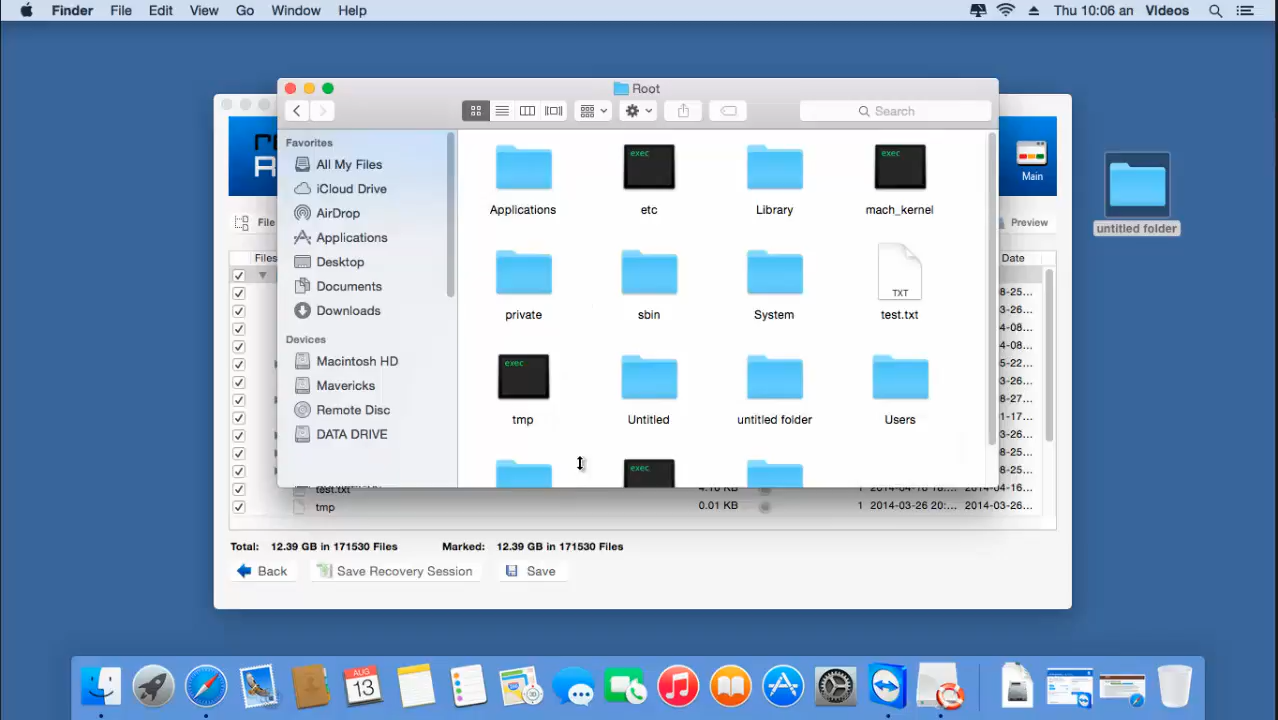 Finder File Edit View Go Window Help Thu 10:06 an Videos
Root
Search
Favorites
All My Files
iCloud Drive
AirDrop
Applications
Desktop
Documents
Downloads
Devices
Macintosh HD
Mavericks
Remote Disc
DATA DRIVE
Applications etc Library mach_kernel
exec exec
private sbin System test.txt
TXT
exec
tmp Untitled untitled folder Users
exec
R
Main
File
Preview
Files
Date
untitled folder
test.txt
tmp 0.01 KB 1 2014-03-26 20:... 2014-03-26...
Total: 12.39 GB in 171530 Files Marked: 12.39 GB in 171530 Files
Back Save Recovery Session Save
AUG
13